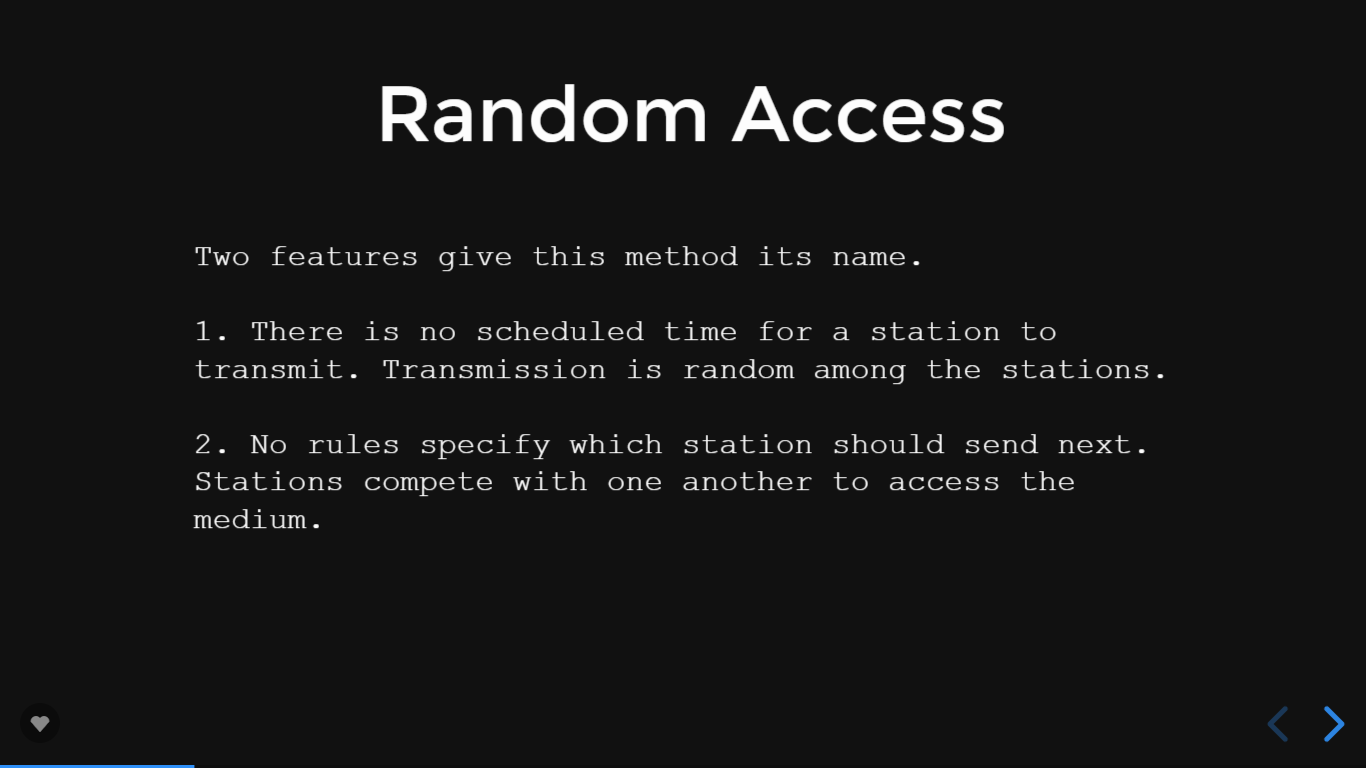 Random Access
Two features give this method its name.
1. There is no scheduled time for a station to
transmit. Transmission is random among the stations.
2. No rules specify which station should send next.
Stations compete with one another to access the
medium.